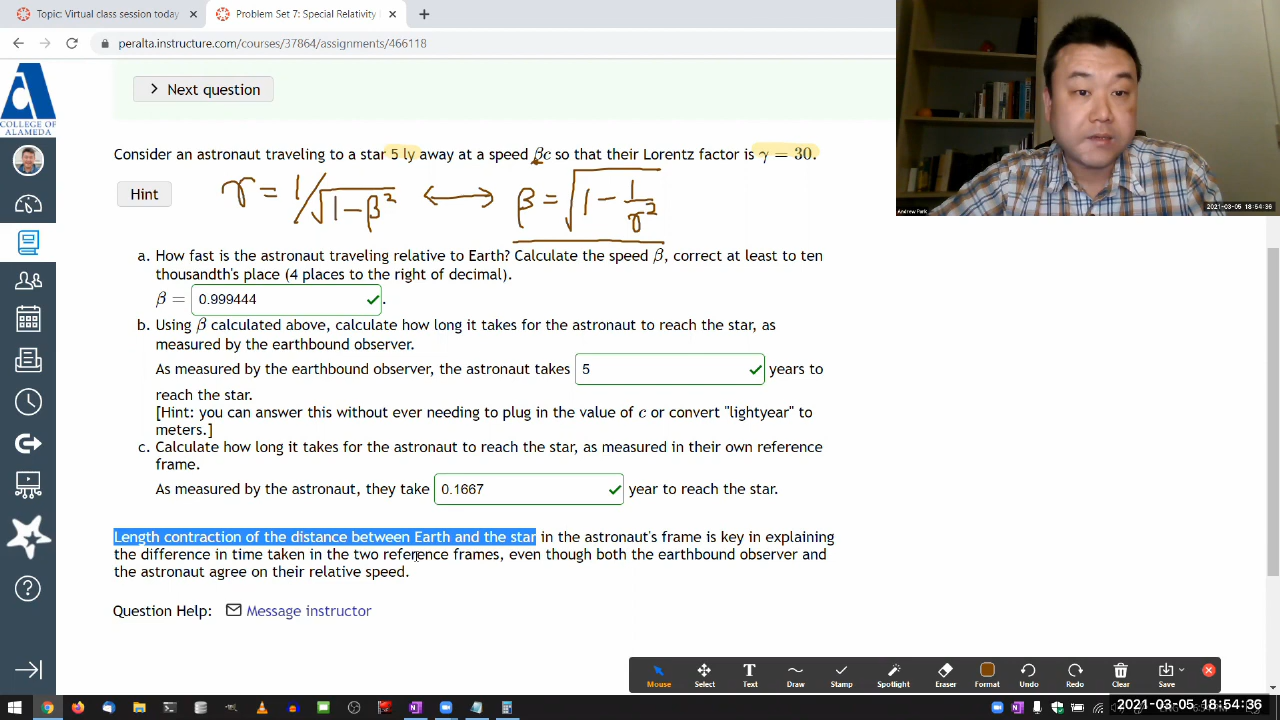 Topic: Virtual class session today
Problem Set 7: Special Relativity
peralta.instructure.com/courses/37864/assignments/466118
COLLEGE OF
ALAMEDA
> Next question
Consider an astronaut traveling to a star 5 ly away at a speed βc so that their Lorentz factor is γ = 30.
Hint
γ = 1/√(1-β²) ⟷ β = √(1 - 1/γ²)
a. How fast is the astronaut traveling relative to Earth? Calculate the speed β, correct at least to ten
thousandth's place (4 places to the right of decimal).
β = 0.999444 .
b. Using β calculated above, calculate how long it takes for the astronaut to reach the star, as
measured by the earthbound observer.
As measured by the earthbound observer, the astronaut takes 5 years to
reach the star.
[Hint: you can answer this without ever needing to plug in the value of c or convert "lightyear" to
meters.]
c. Calculate how long it takes for the astronaut to reach the star, as measured in their own reference
frame.
As measured by the astronaut, they take 0.1667 year to reach the star.
Length contraction of the distance between Earth and the star in the astronaut's frame is key in explaining
the difference in time taken in the two reference frames, even though both the earthbound observer and
the astronaut agree on their relative speed.
Question Help: Message instructor
Andrew Park
2021-03-05 18:54:36
Mouse Select Text Draw Stamp Spotlight Eraser Format Undo Redo Clear Save
2021-03-05 18:54:36